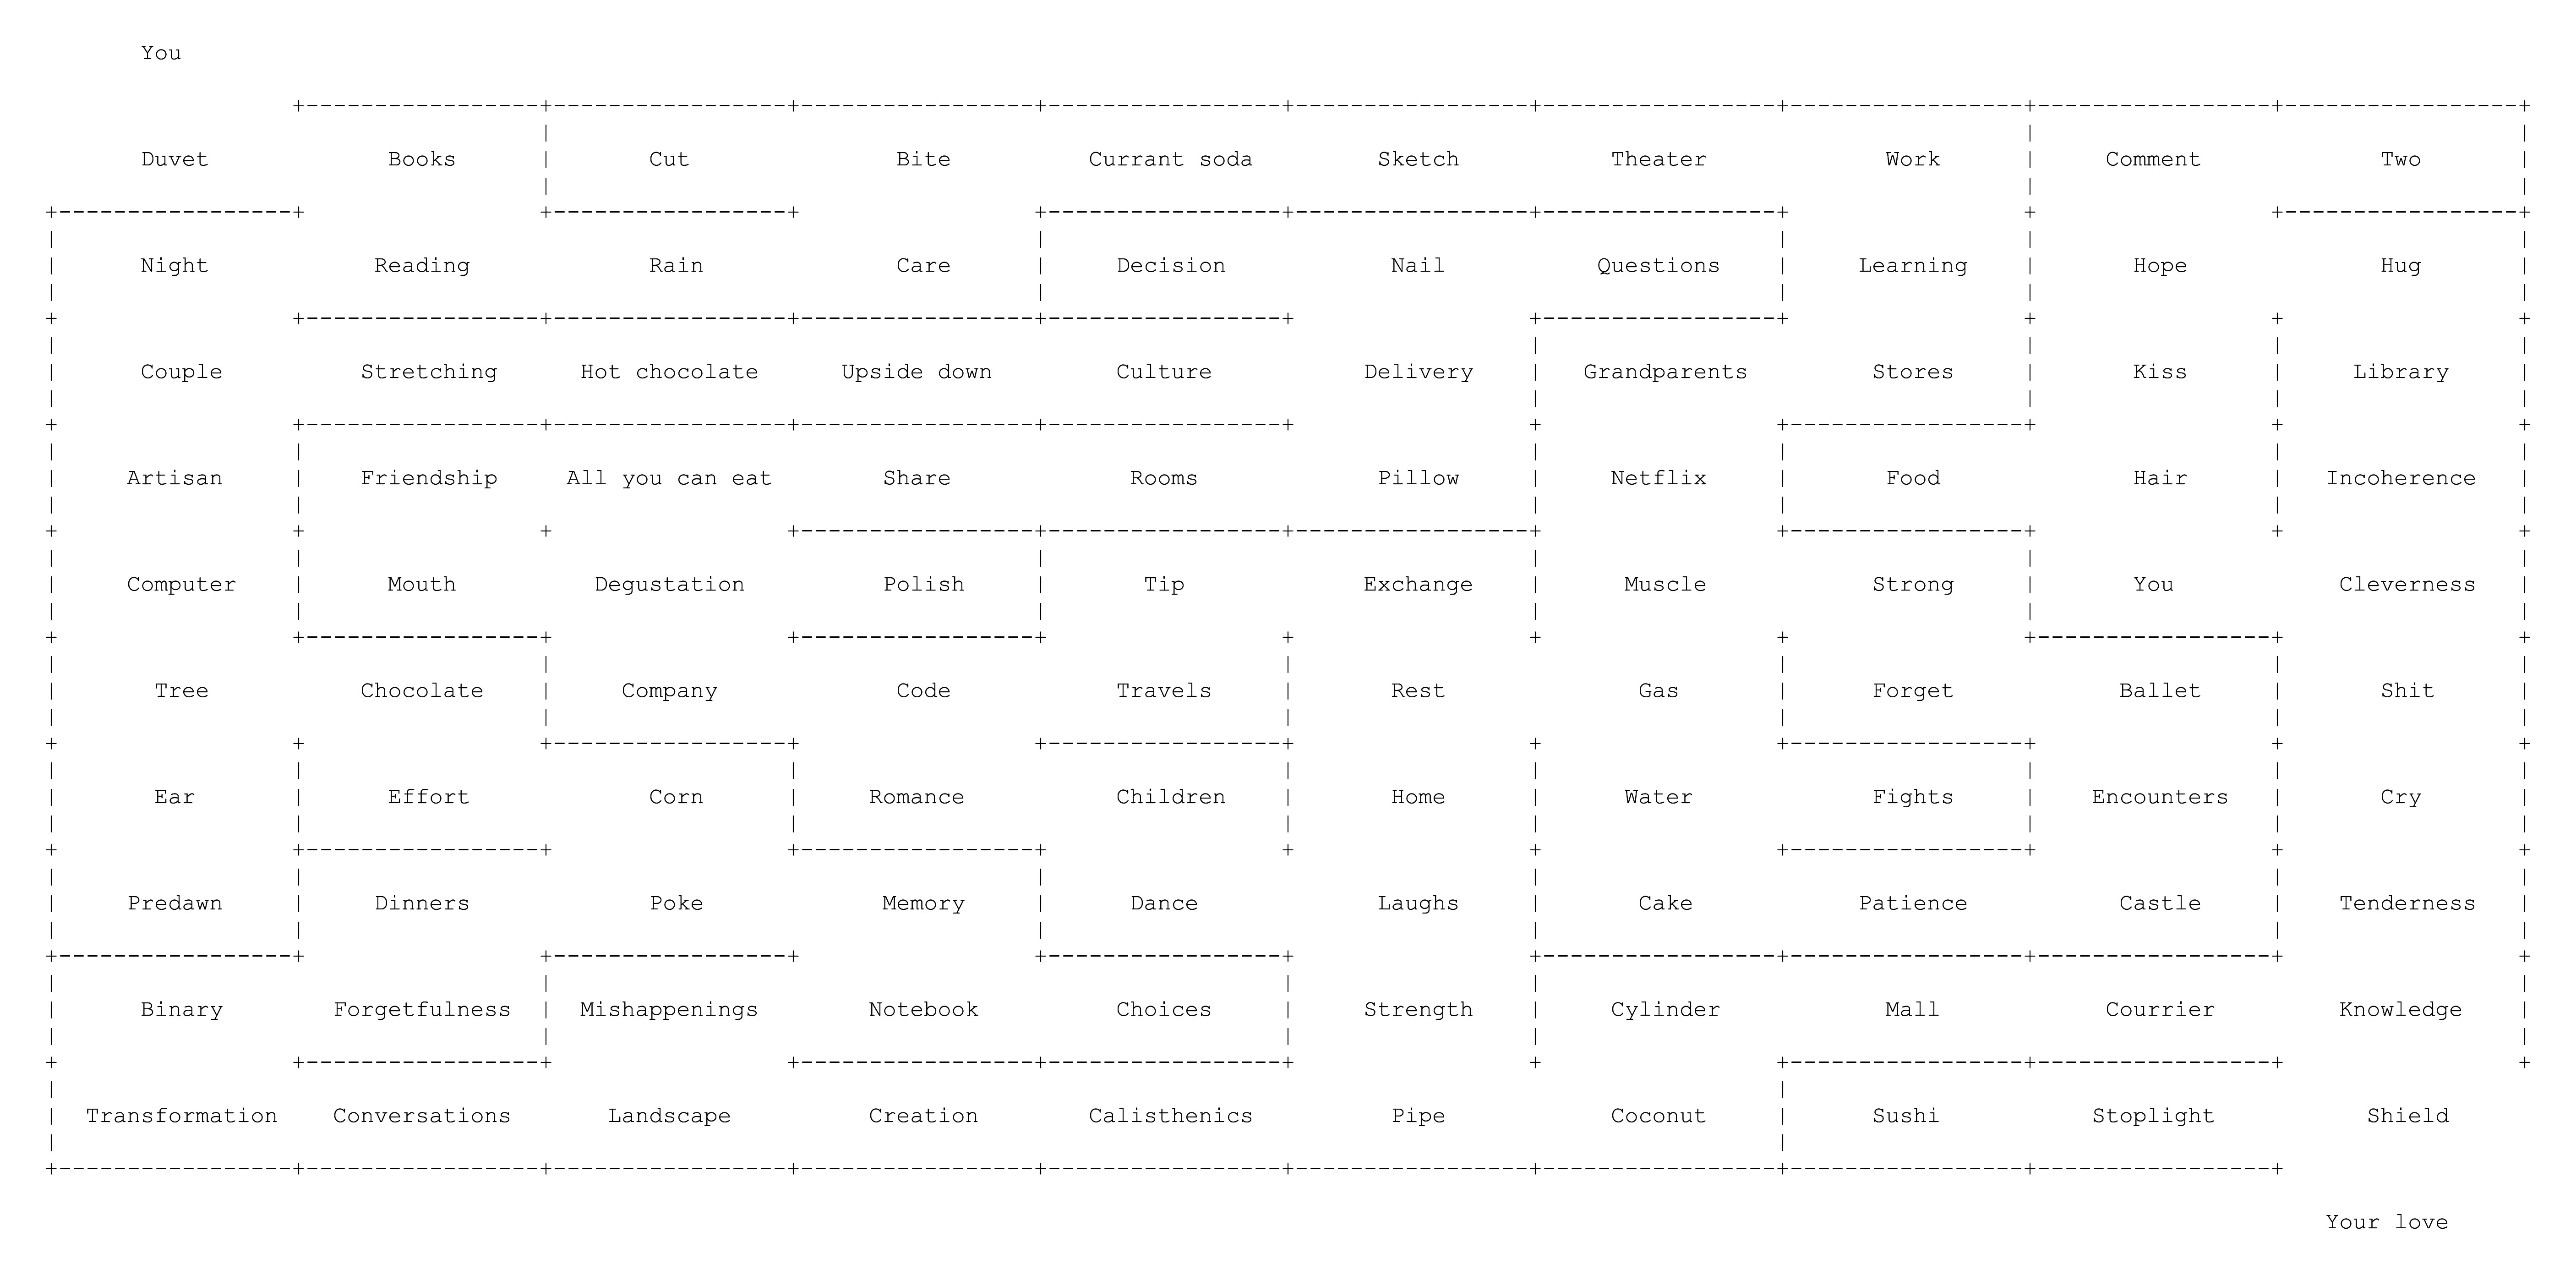 You
Duvet Books Cut Bite Currant soda Sketch Theater Work Comment Two
Night Reading Rain Care Decision Nail Questions Learning Hope Hug
Couple Stretching Hot chocolate Upside down Culture Delivery Grandparents Stores Kiss Library
Artisan Friendship All you can eat Share Rooms Pillow Netflix Food Hair Incoherence
Computer Mouth Degustation Polish Tip Exchange Muscle Strong You Cleverness
Tree Chocolate Company Code Travels Rest Gas Forget Ballet Shit
Ear Effort Corn Romance Children Home Water Fights Encounters Cry
Predawn Dinners Poke Memory Dance Laughs Cake Patience Castle Tenderness
Binary Forgetfulness Mishappenings Notebook Choices Strength Cylinder Mall Courrier Knowledge
Transformation Conversations Landscape Creation Calisthenics Pipe Coconut Sushi Stoplight Shield
Your love